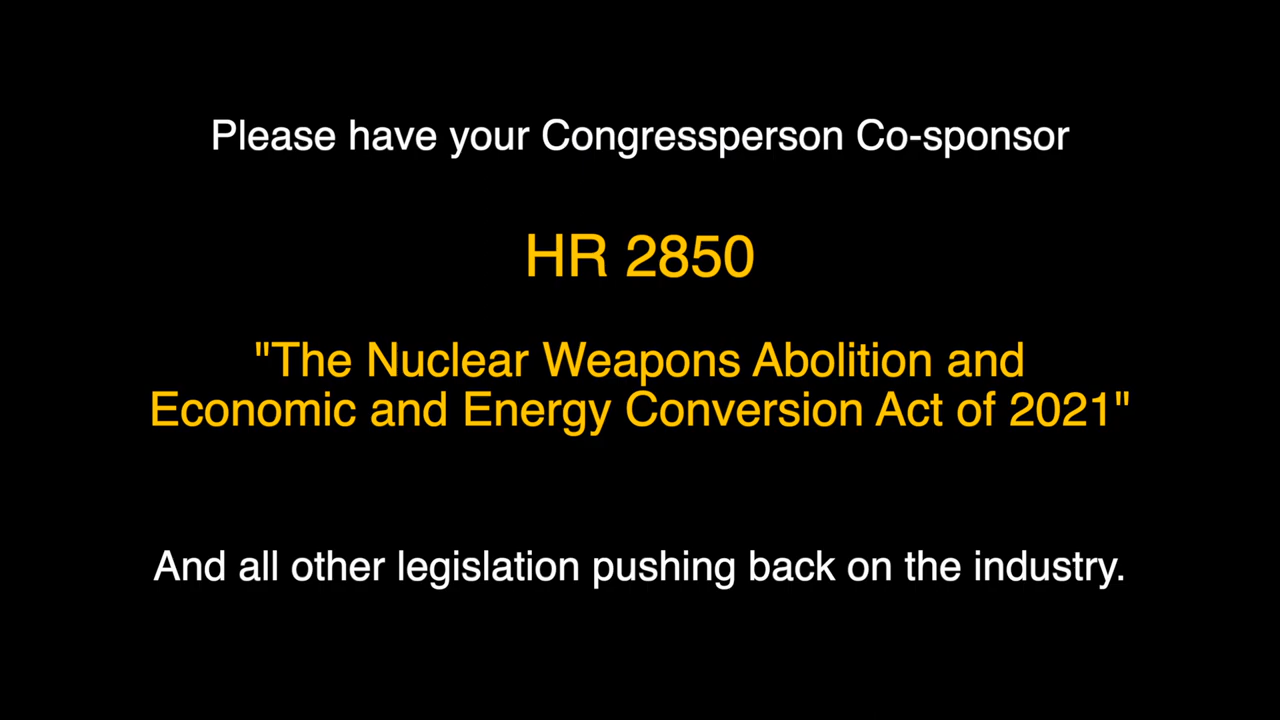 Please have your Congressperson Co-sponsor
HR 2850
"The Nuclear Weapons Abolition and
Economic and Energy Conversion Act of 2021"
And all other legislation pushing back on the industry.